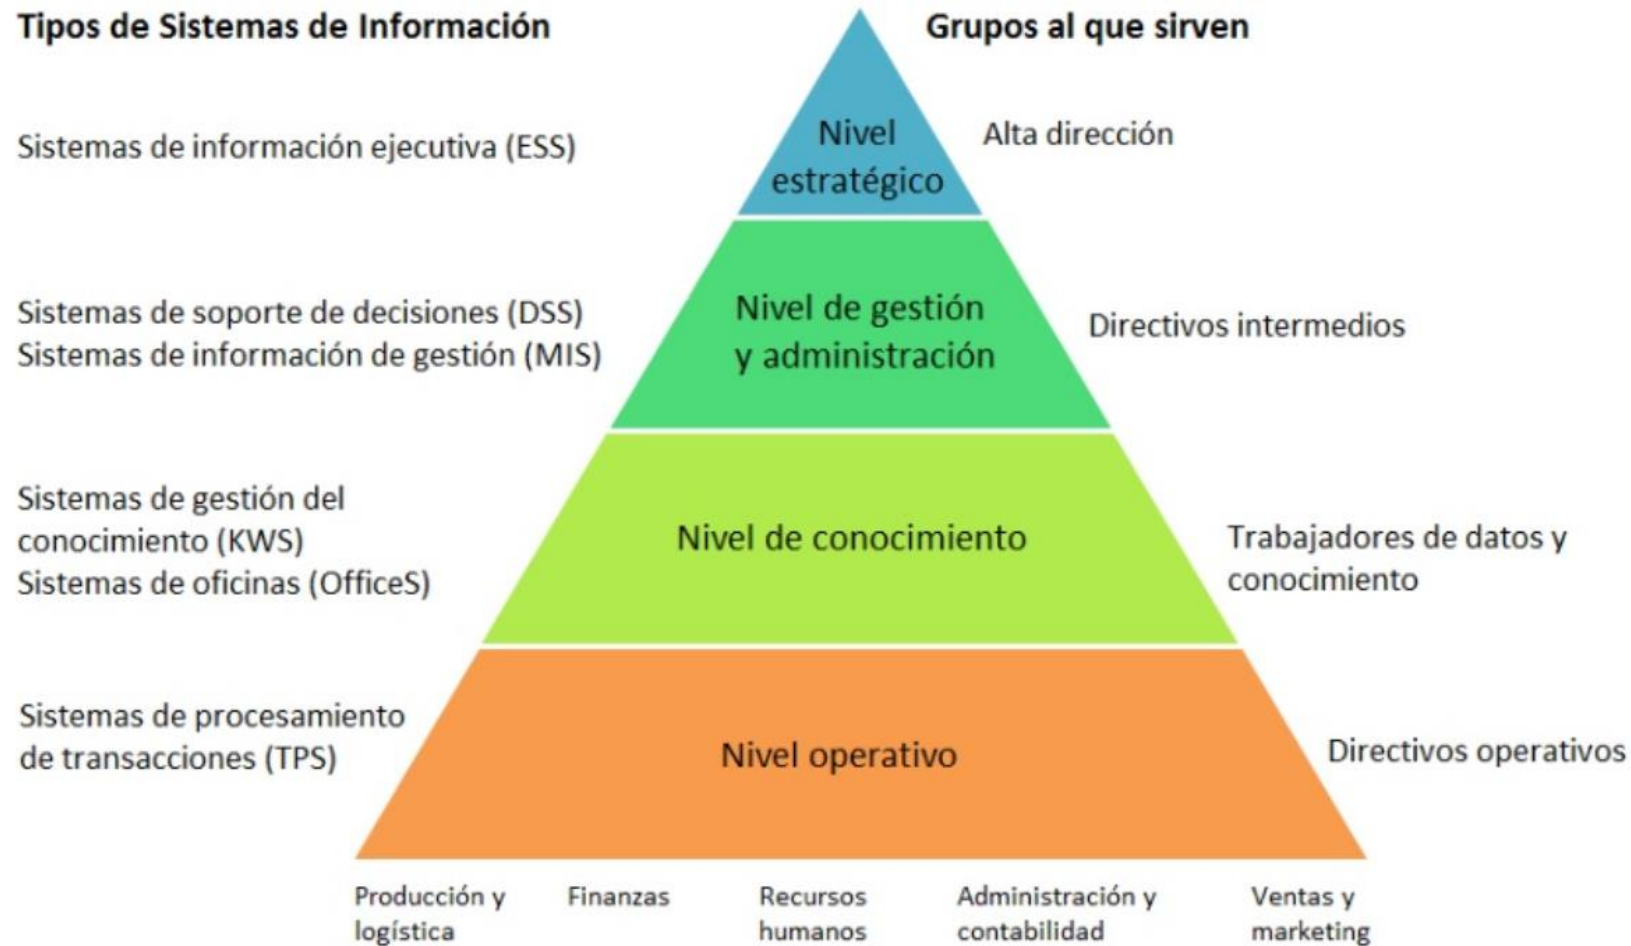 Tipos de Sistemas de Información
Grupos al que sirven
Sistemas de información ejecutiva (ESS)
Nivel
estratégico
Alta dirección
Sistemas de soporte de decisiones (DSS)
Sistemas de información de gestión (MIS)
Nivel de gestión
y administración
Directivos intermedios
Sistemas de gestión del
conocimiento (KWS)
Sistemas de oficinas (OfficeS)
Nivel de conocimiento
Trabajadores de datos y
conocimiento
Sistemas de procesamiento
de transacciones (TPS)
Nivel operativo
Directivos operativos
Producción y
logística
Finanzas
Recursos
humanos
Administración y
contabilidad
Ventas y
marketing